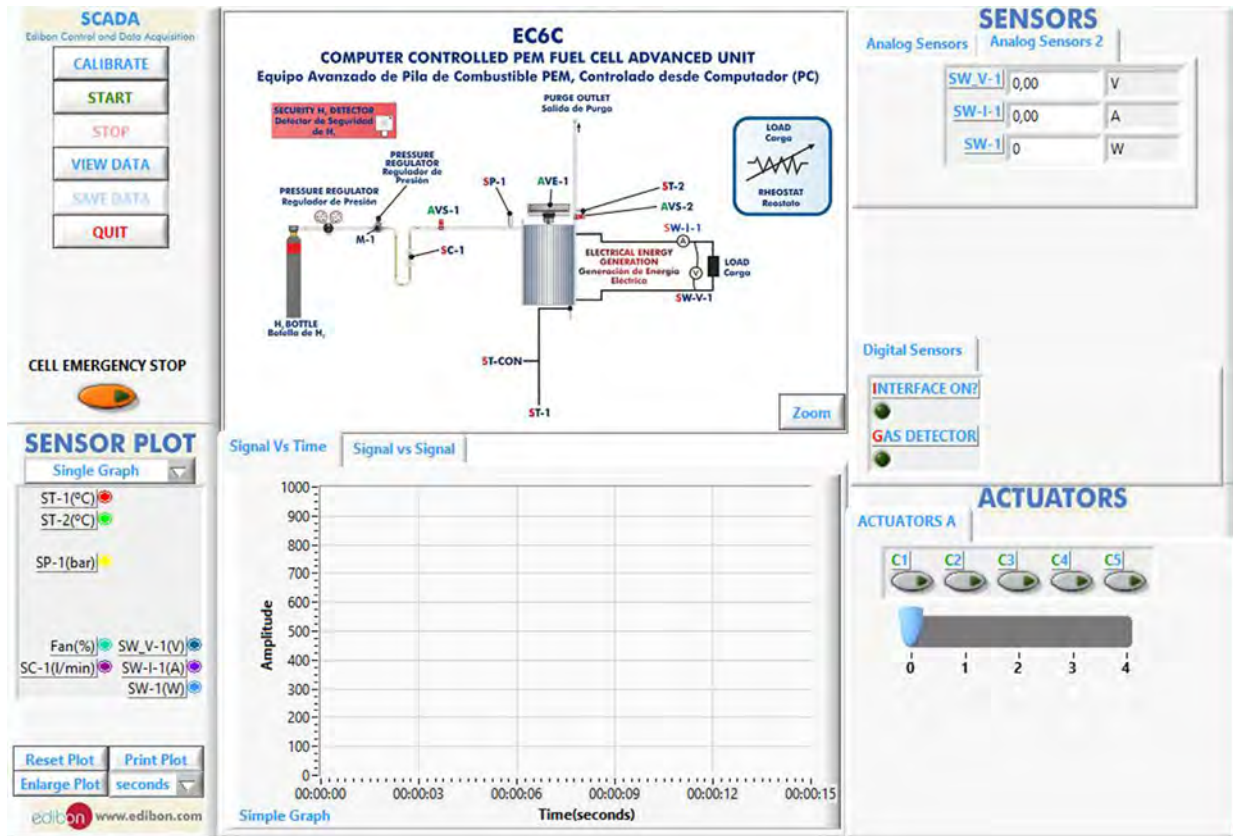 SCADA
Edibon Control and Data Acquisition
CALIBRATE
START
STOP
VIEW DATA
SAVE DATA
QUIT
CELL EMERGENCY STOP
EC6C
COMPUTER CONTROLLED PEM FUEL CELL ADVANCED UNIT
Equipo Avanzado de Pila de Combustible PEM, Controlado desde Computador (PC)
SECURITY H2 DETECTOR
Detector de Seguridad
de H2
PURGE OUTLET
Salida de Purga
LOAD
Carga
RHEOSTAT
Reostato
PRESSURE
REGULATOR
Regulador de
Presión
PRESSURE REGULATOR
Regulador de Presión
M-1
AVS-1
SC-1
SP-1
AVE-1
ST-2
AVS-2
SW-I-1
A
ELECTRICAL ENERGY
GENERATION
Generación de Energía
Eléctrica
V
LOAD
Carga
SW-V-1
H2 BOTTLE
Botella de H2
ST-CON
ST-1
Zoom
SENSORS
Analog Sensors
Analog Sensors 2
SW_V-1 0,00 V
SW-I-1 0,00 A
SW-1 0 W
Digital Sensors
INTERFACE ON?
GAS DETECTOR
SENSOR PLOT
Single Graph
ST-1(ºC)
ST-2(ºC)
SP-1(bar)
Fan(%) SW_V-1(V)
SC-1(l/min) SW-I-1(A)
SW-1(W)
Reset Plot Print Plot
Enlarge Plot seconds
edibon www.edibon.com
Signal Vs Time Signal vs Signal
Amplitude
1000
900
800
700
600
500
400
300
200
100
0
00:00:00 00:00:03 00:00:06 00:00:09 00:00:12 00:00:15
Simple Graph Time(seconds)
ACTUATORS
ACTUATORS A
C1 C2 C3 C4 C5
0 1 2 3 4